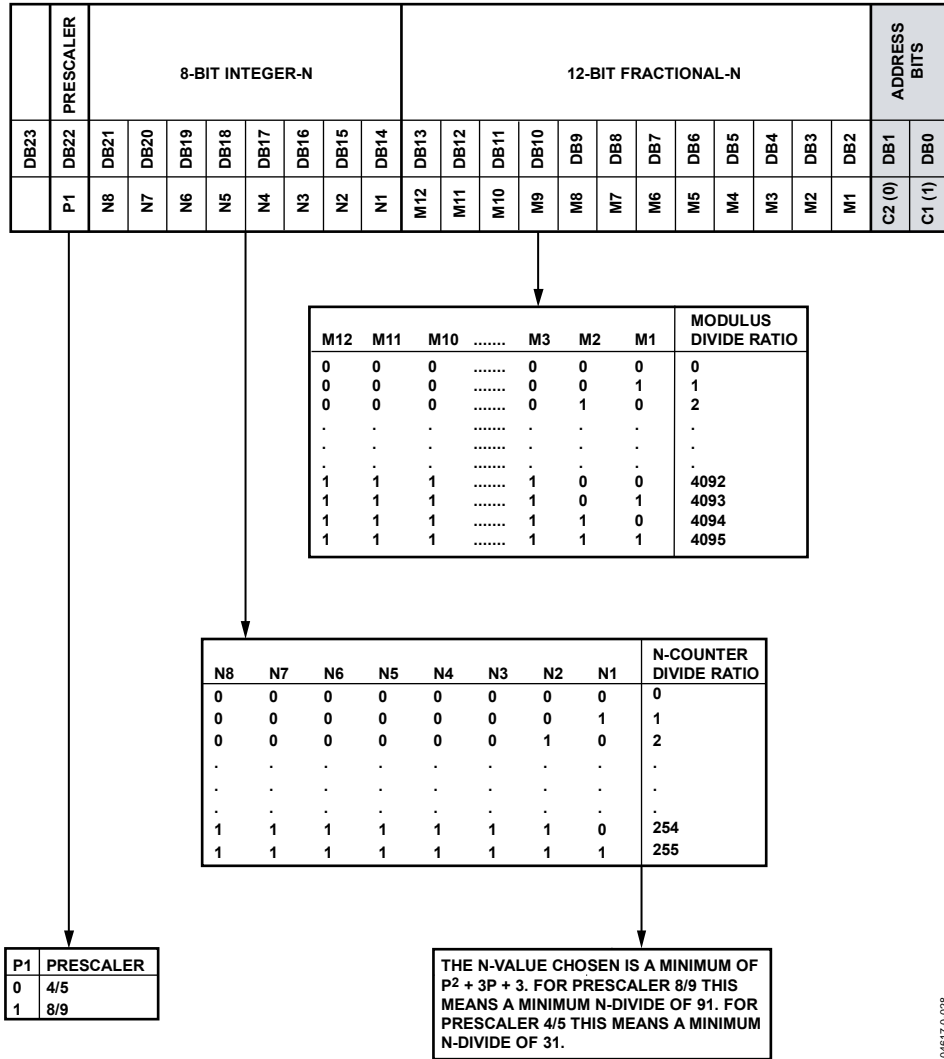 PRESCALER
8-BIT INTEGER-N
12-BIT FRACTIONAL-N
ADDRESS
BITS
DB23 DB22 DB21 DB20 DB19 DB18 DB17 DB16 DB15 DB14 DB13 DB12 DB11 DB10 DB9 DB8 DB7 DB6 DB5 DB4 DB3 DB2 DB1 DB0
P1 N8 N7 N6 N5 N4 N3 N2 N1 M12 M11 M10 M9 M8 M7 M6 M5 M4 M3 M2 M1 C2 (0) C1 (1)
MODULUS
M12 M11 M10 ....... M3 M2 M1 DIVIDE RATIO
0 0 0 ....... 0 0 0 0
0 0 0 ....... 0 0 1 1
0 0 0 ....... 0 1 0 2
. . . ....... . . . .
. . . ....... . . . .
. . . ....... . . . .
1 1 1 ....... 1 0 0 4092
1 1 1 ....... 1 0 1 4093
1 1 1 ....... 1 1 0 4094
1 1 1 ....... 1 1 1 4095
N-COUNTER
N8 N7 N6 N5 N4 N3 N2 N1 DIVIDE RATIO
0 0 0 0 0 0 0 0 0
0 0 0 0 0 0 0 1 1
0 0 0 0 0 0 1 0 2
. . . . . . . . .
. . . . . . . . .
. . . . . . . . .
1 1 1 1 1 1 1 0 254
1 1 1 1 1 1 1 1 255
P1 PRESCALER
0 4/5
1 8/9
THE N-VALUE CHOSEN IS A MINIMUM OF
P² + 3P + 3. FOR PRESCALER 8/9 THIS
MEANS A MINIMUM N-DIVIDE OF 91. FOR
PRESCALER 4/5 THIS MEANS A MINIMUM
N-DIVIDE OF 31.
04617-0-028